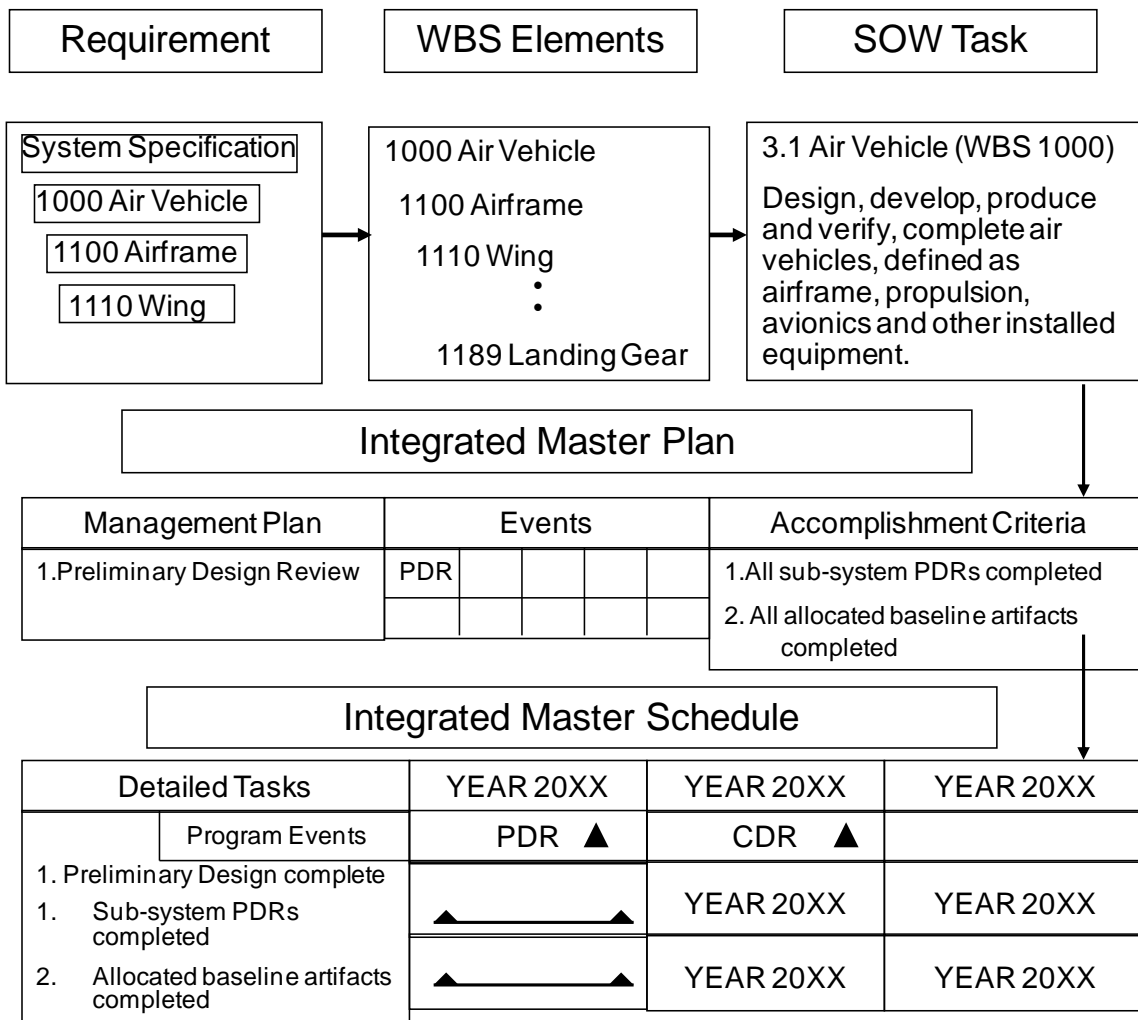 Requirement
WBS Elements
SOW Task
System Specification
1000 Air Vehicle
1100 Airframe
1110 Wing
1000 Air Vehicle
1100 Airframe
1110 Wing
•
•
1189 Landing Gear
3.1 Air Vehicle (WBS 1000)
Design, develop, produce
and verify, complete air
vehicles, defined as
airframe, propulsion,
avionics and other installed
equipment.
Integrated Master Plan
Management Plan
Events
Accomplishment Criteria
1.Preliminary Design Review
PDR
1.All sub-system PDRs completed
2. All allocated baseline artifacts
completed
Integrated Master Schedule
Detailed Tasks
YEAR 20XX
YEAR 20XX
YEAR 20XX
Program Events
PDR
CDR
1. Preliminary Design complete
1. Sub-system PDRs
completed
YEAR 20XX
YEAR 20XX
2. Allocated baseline artifacts
completed
YEAR 20XX
YEAR 20XX